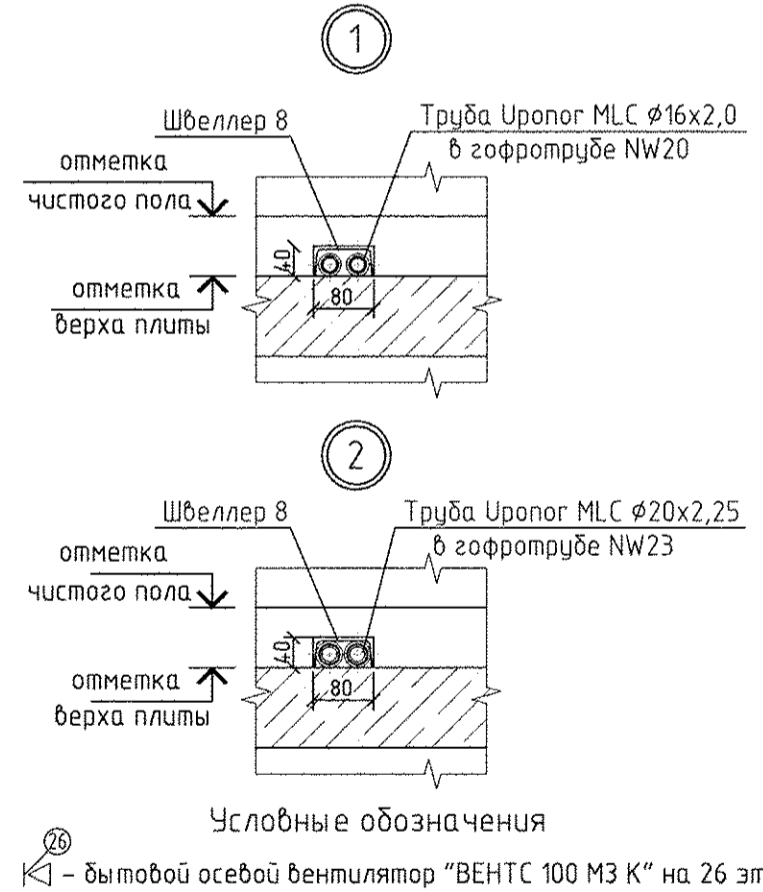 1
Швеллер 8
Труба Uponor MLC ⌀16x2,0
в гофротрубе NW20
отметка
чистого пола
40
80
отметка
верха плиты
2
Швеллер 8
Труба Uponor MLC ⌀20x2,25
в гофротрубе NW23
отметка
чистого пола
40
80
отметка
верха плиты
Условные обозначения
26
– бытовой осевой вентилятор "ВЕНТС 100 МЗ К" на 26 эт